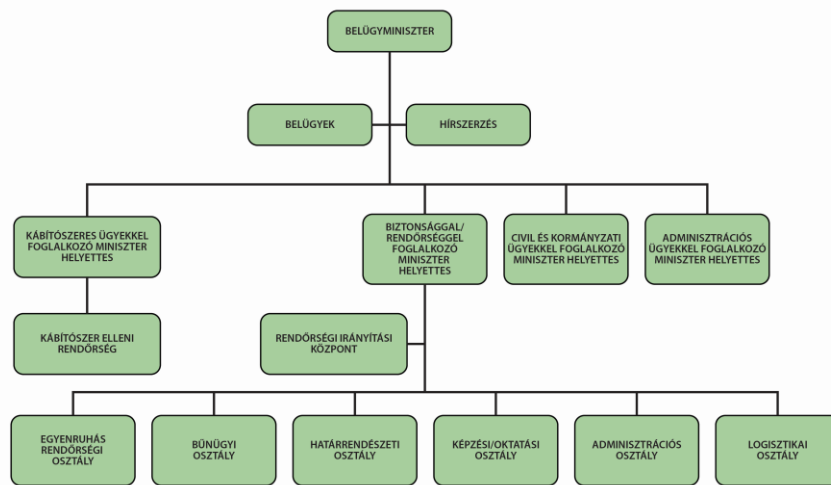 BELÜGYMINISZTER
BELÜGYEK
HÍRSZERZÉS
KÁBÍTÓSZERES ÜGYEKKEL
FOGLALKOZÓ MINISZTER
HELYETTES
BIZTONSÁGGAL/
RENDŐRSÉGGEL
FOGLALKOZÓ
MINISZTER
HELYETTES
CIVIL ÉS KORMÁNYZATI
ÜGYEKKEL FOGLALKOZÓ
MINISZTER HELYETTES
ADMINISZTRÁCIÓS
ÜGYEKKEL FOGLALKOZÓ
MINISZTER HELYETTES
KÁBÍTÓSZER ELLENI
RENDŐRSÉG
RENDŐRSÉGI IRÁNYÍTÁSI
KÖZPONT
EGYENRUHÁS
RENDŐRSÉGI
OSZTÁLY
BŰNÜGYI
OSZTÁLY
HATÁRRENDÉSZETI
OSZTÁLY
KÉPZÉSI/OKTATÁSI
OSZTÁLY
ADMINISZTRÁCIÓS
OSZTÁLY
LOGISZTIKAI
OSZTÁLY